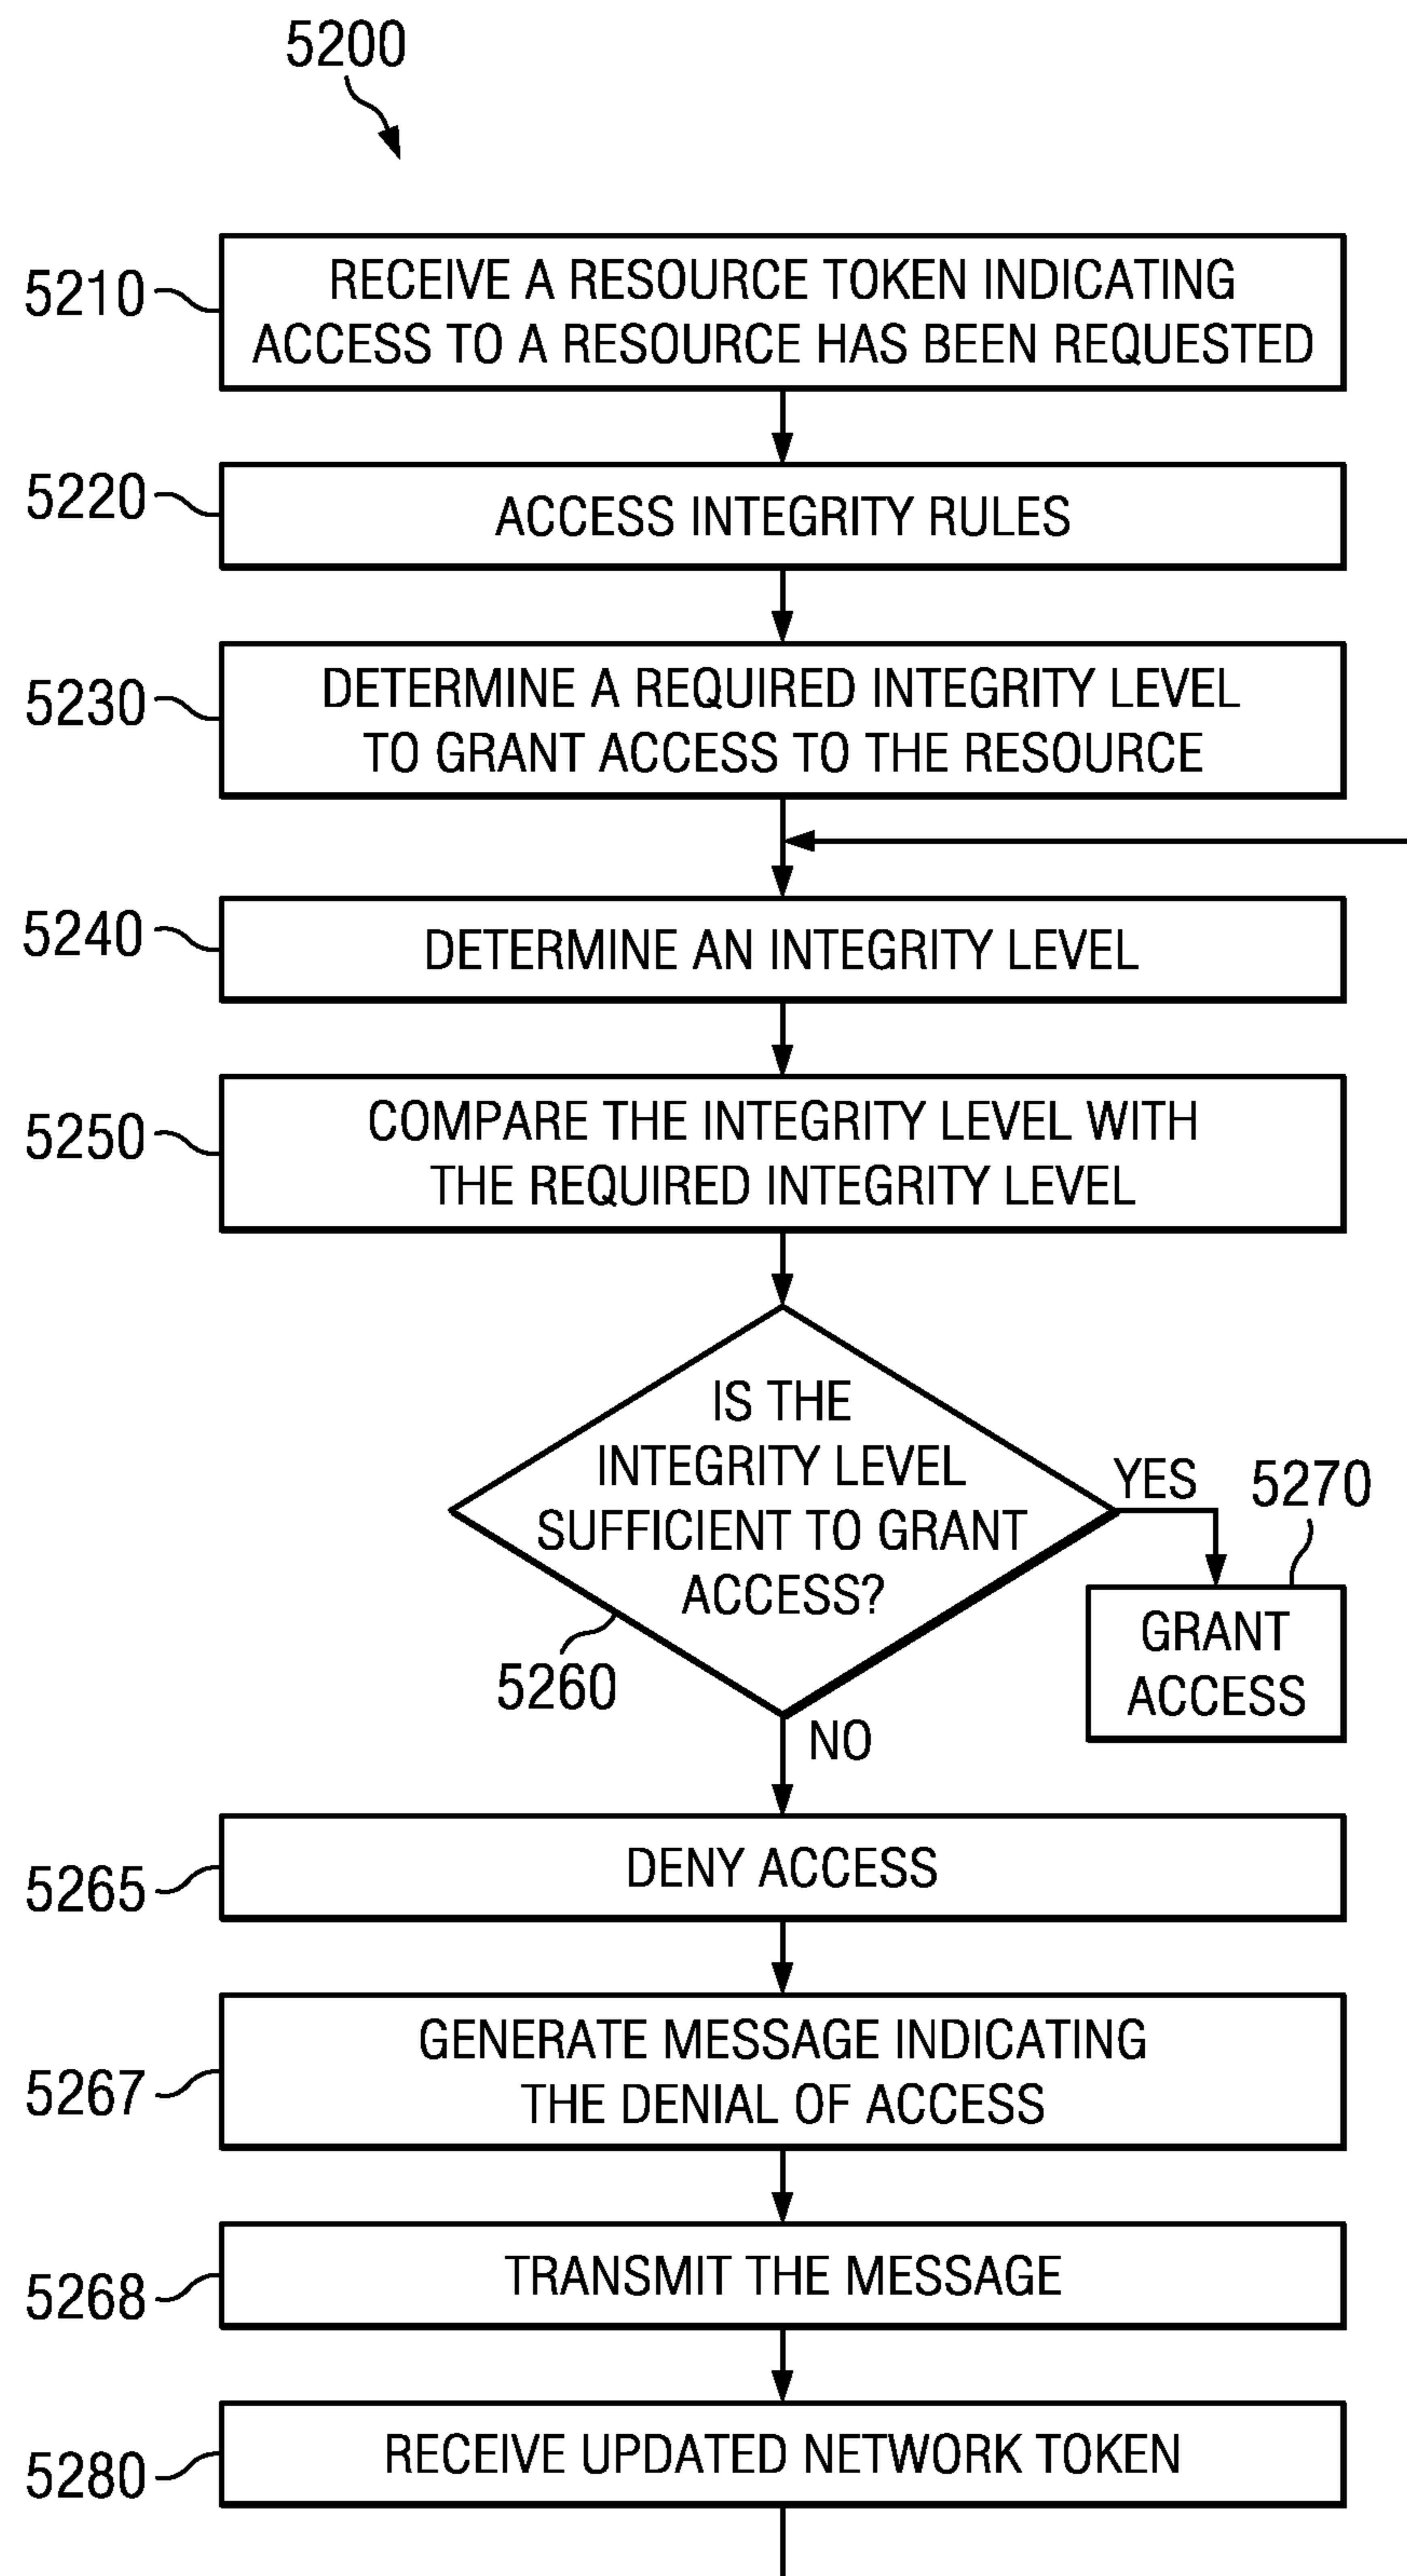 5200
5210
RECEIVE A RESOURCE TOKEN INDICATING
ACCESS TO A RESOURCE HAS BEEN REQUESTED
5220
ACCESS INTEGRITY RULES
5230
DETERMINE A REQUIRED INTEGRITY LEVEL
TO GRANT ACCESS TO THE RESOURCE
5240
DETERMINE AN INTEGRITY LEVEL
5250
COMPARE THE INTEGRITY LEVEL WITH
THE REQUIRED INTEGRITY LEVEL
IS THE
INTEGRITY LEVEL
SUFFICIENT TO GRANT
ACCESS?
5260
YES
5270
GRANT
ACCESS
NO
5265
DENY ACCESS
5267
GENERATE MESSAGE INDICATING
THE DENIAL OF ACCESS
5268
TRANSMIT THE MESSAGE
5280
RECEIVE UPDATED NETWORK TOKEN